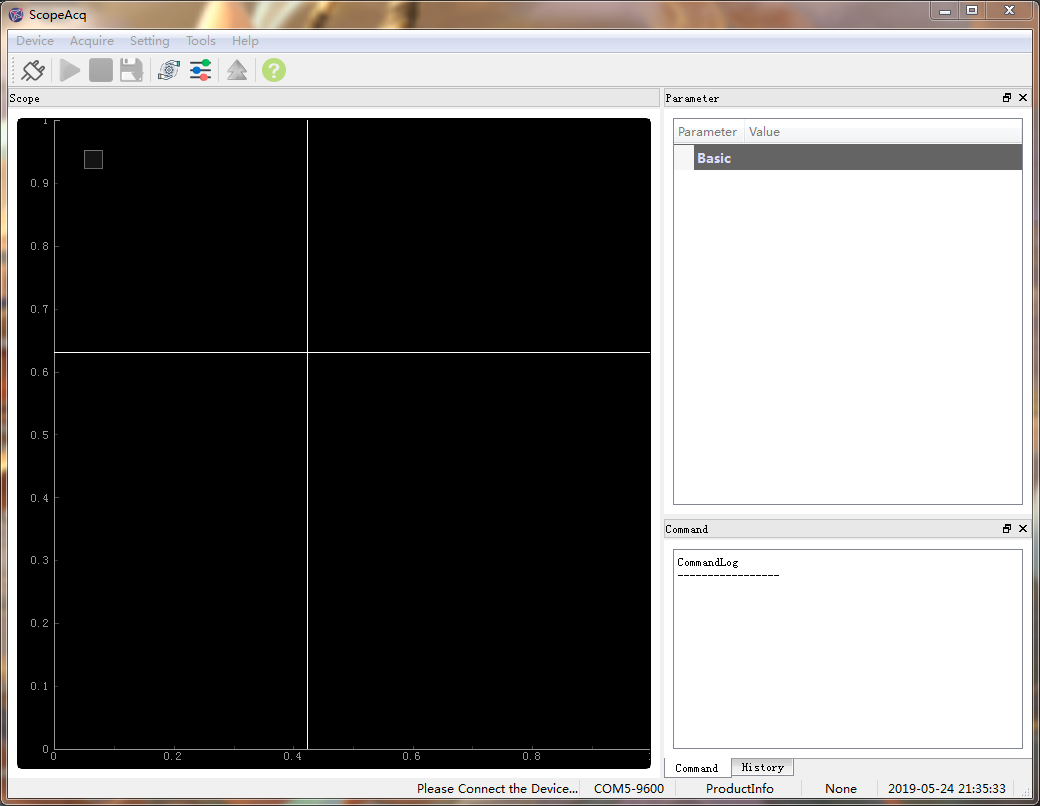 ScopeAcq
Device Acquire Setting Tools Help
Scope
Parameter
Parameter Value
Basic
1
0.9
0.8
0.7
0.6
0.5
0.4
0.3
0.2
0.1
0
0 0.2 0.4 0.6 0.8
Command
CommandLog
-----------------
Command History
Please Connect the Device... COM5-9600 ProductInfo None 2019-05-24 21:35:33